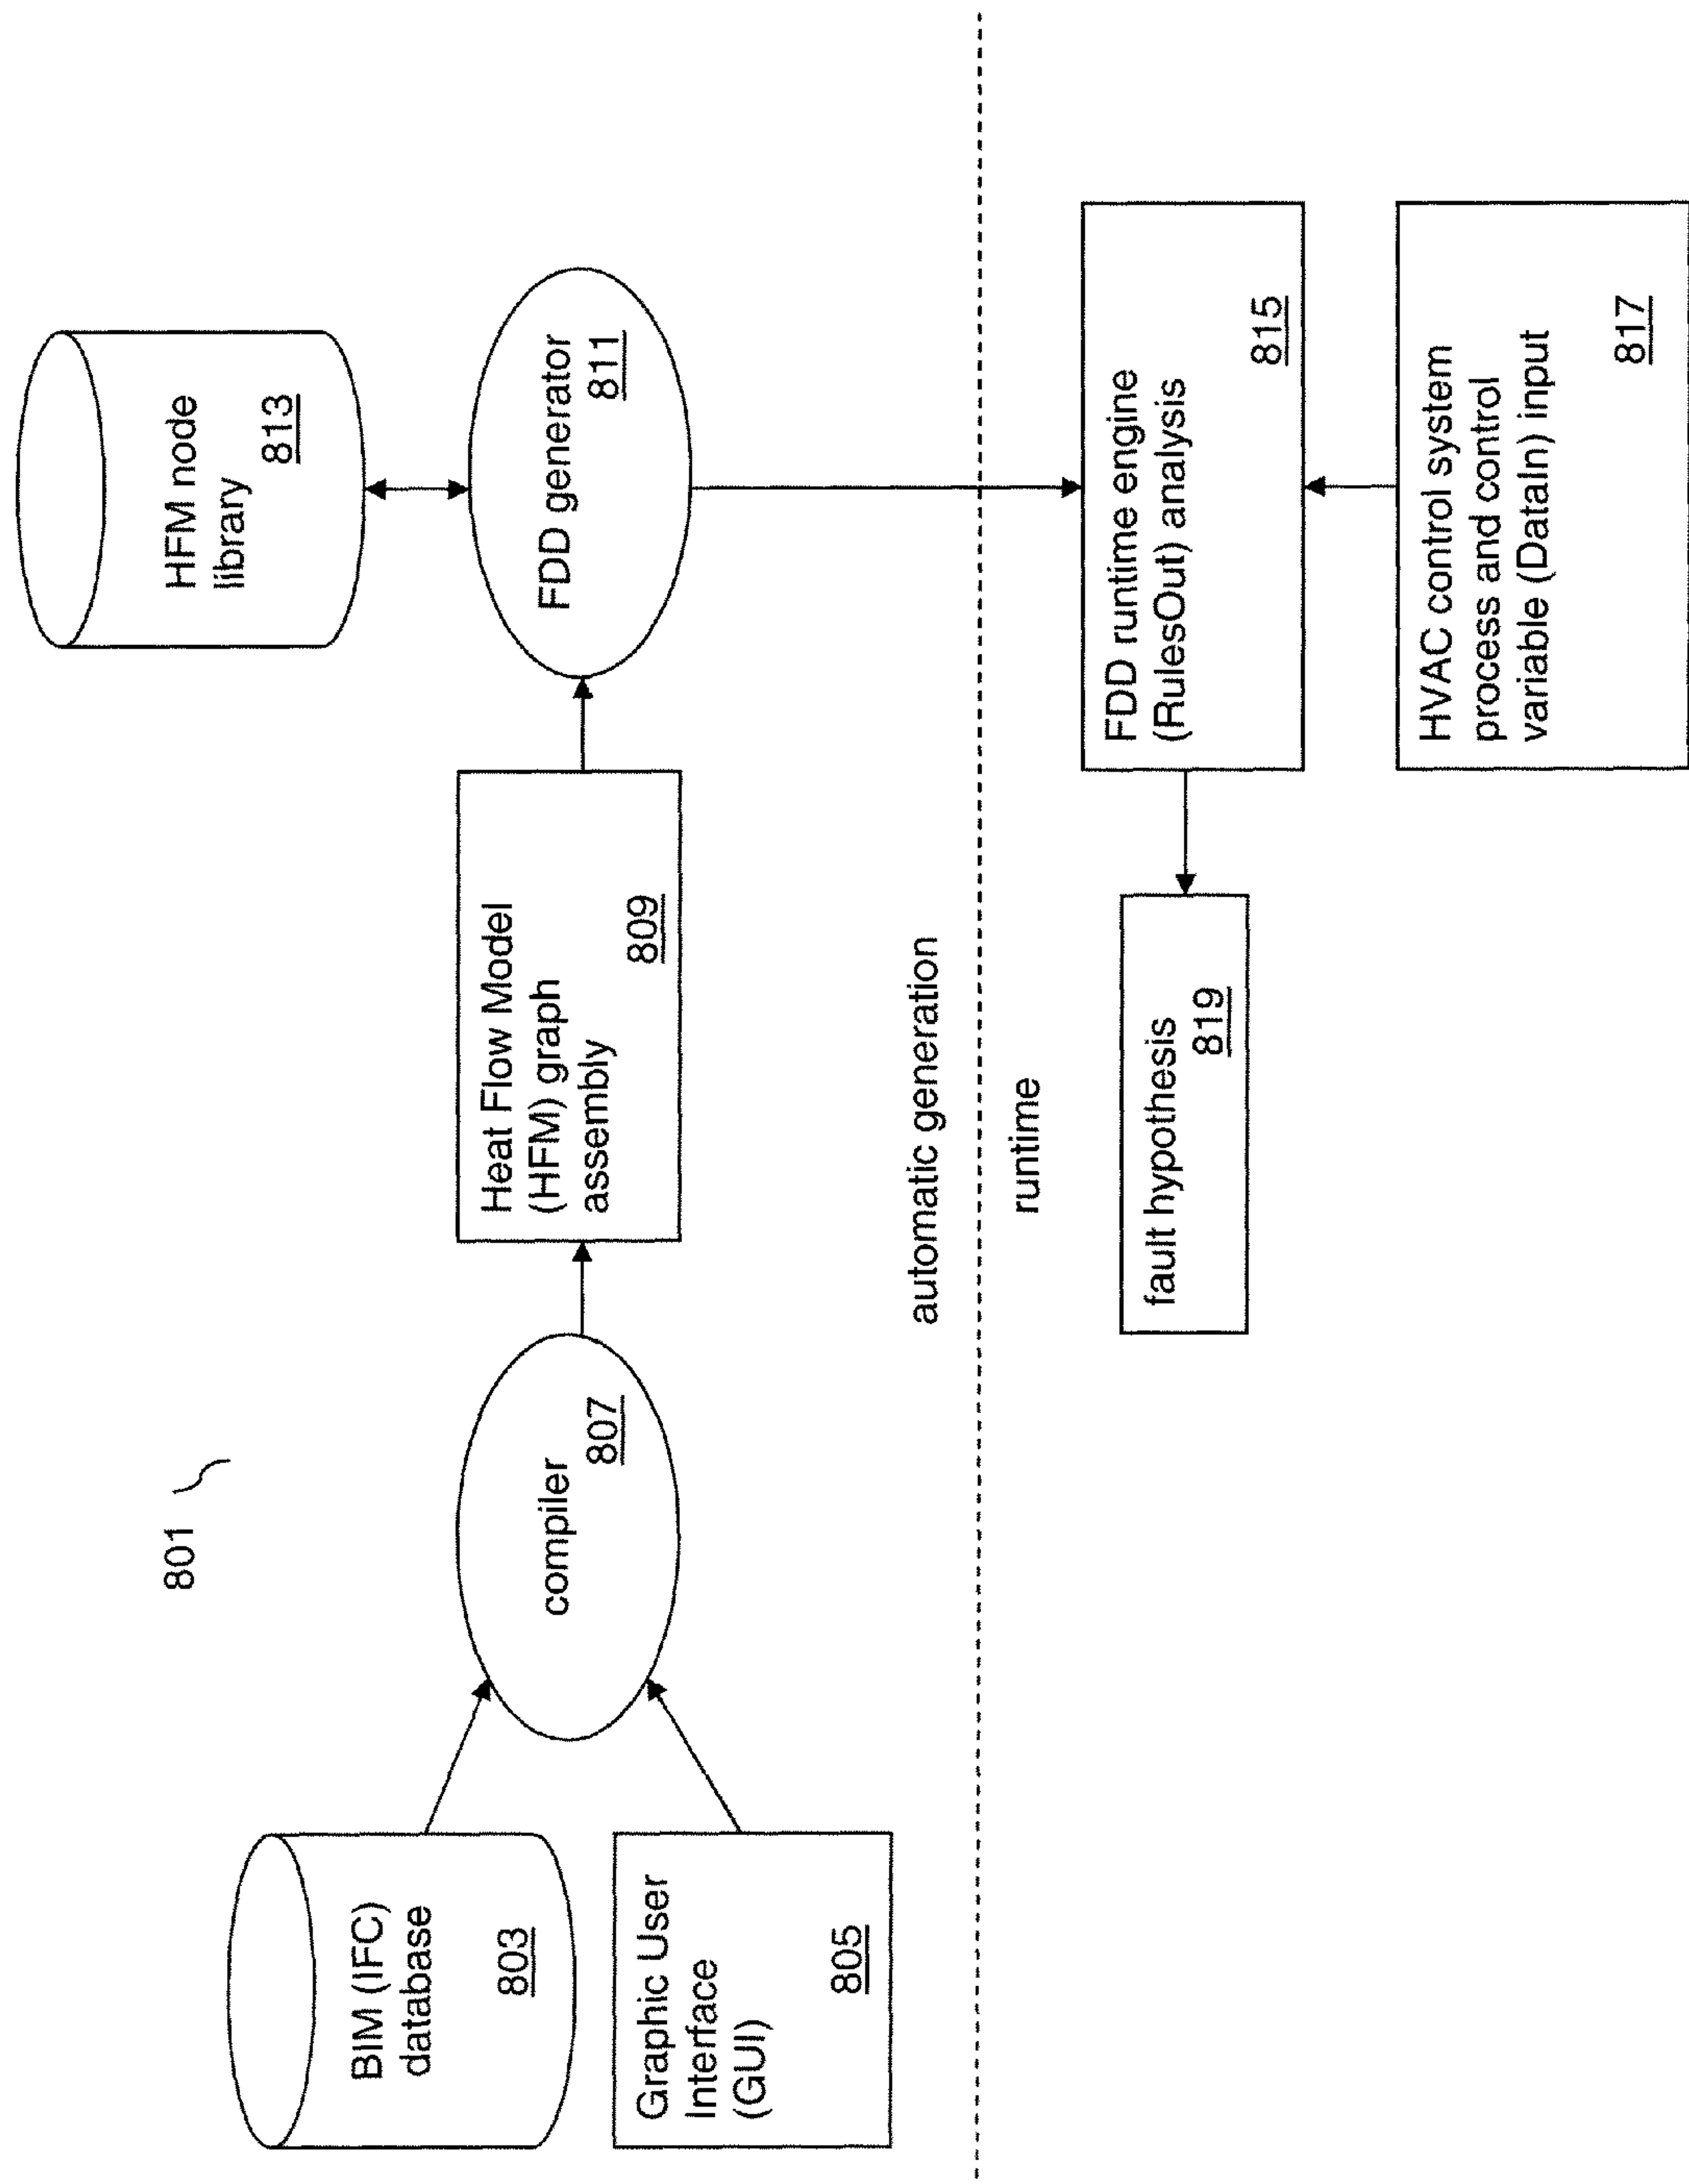 801
BIM (IFC)
database
803
Graphic User
Interface
(GUI)
805
compiler
807
Heat Flow Model
(HFM) graph
assembly
809
HFM node
library
813
FDD generator
811
automatic generation
runtime
fault hypothesis
819
FDD runtime engine
(RulesOut) analysis
815
HVAC control system
process and control
variable (DataIn) input
817